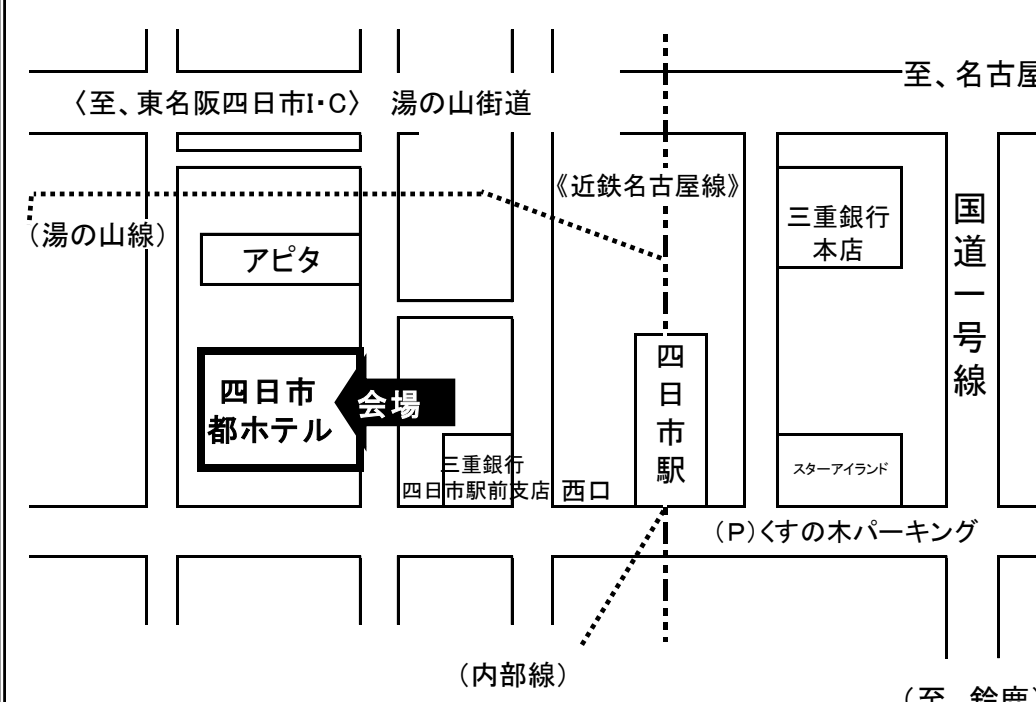 至、名古屋
〈至、東名阪四日市I・C〉 湯の山街道
《近鉄名古屋線》
(湯の山線)
三重銀行
本店
国道一号線
アピタ
四日市
都ホテル
会場
四日市駅
三重銀行
四日市駅前支店
西口
スターアイランド
(P)くすの木パーキング
(内部線)
(至、鈴鹿)